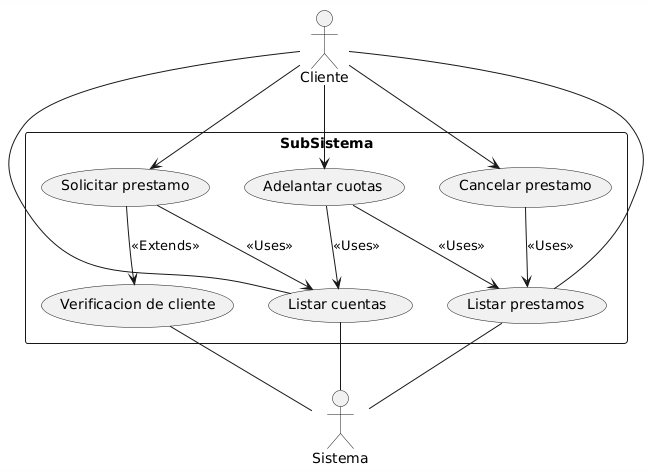 Cliente
SubSistema
Solicitar prestamo
Adelantar cuotas
Cancelar prestamo
«Extends»
«Uses»
«Uses»
«Uses»
«Uses»
Verificacion de cliente
Listar cuentas
Listar prestamos
Sistema